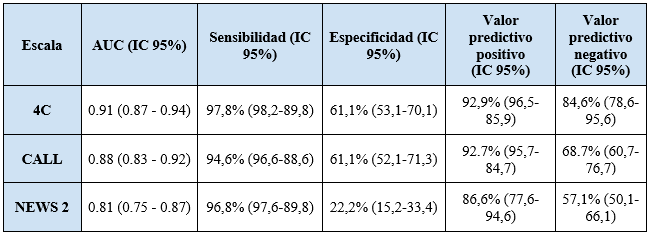 Escala
AUC (IC 95%)
Sensibilidad (IC
95%)
Especificidad (IC
95%)
Valor
predictivo
positivo
(IC 95%)
Valor
predictivo
negativo
(IC 95%)
4C
0.91 (0.87 - 0.94)
97,8% (98,2-89,8)
61,1% (53,1-70,1)
92,9% (96,5-
85,9)
84,6% (78,6-
95,6)
CALL
0.88 (0.83 - 0.92)
94,6% (96,6-88,6)
61,1% (52,1-71,3)
92.7% (95,7-
84,7)
68.7% (60,7-
76,7)
NEWS 2
0.81 (0.75 - 0.87)
96,8% (97,6-89,8)
22,2% (15,2-33,4)
86,6% (77,6-
94,6)
57,1% (50,1-
66,1)